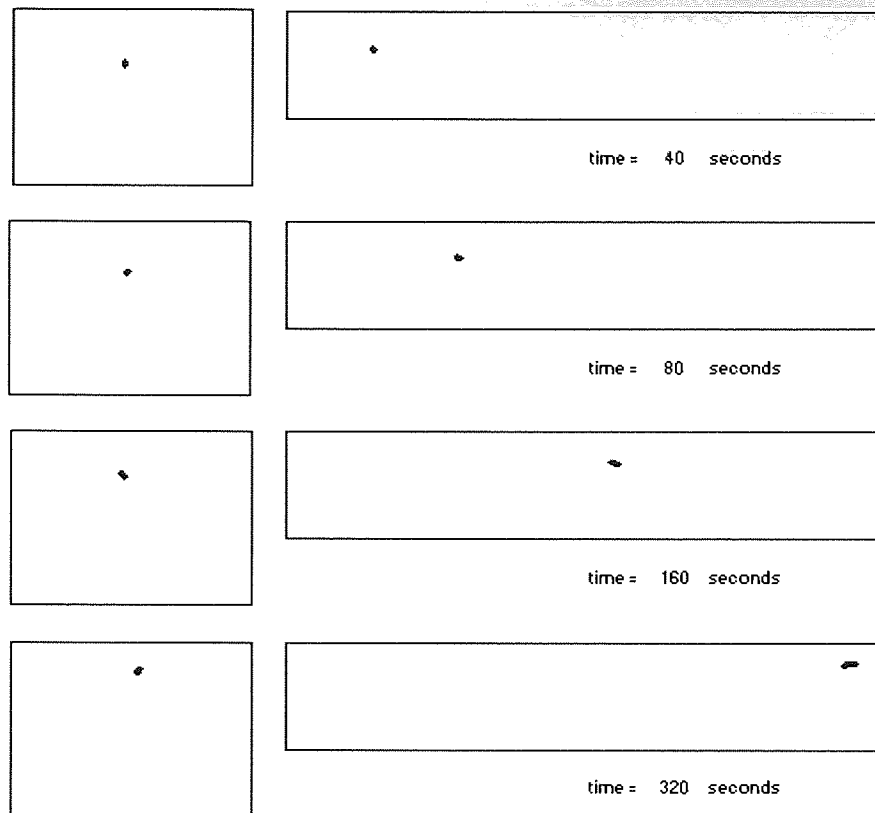 time = 40 seconds
time = 80 seconds
time = 160 seconds
time = 320 seconds